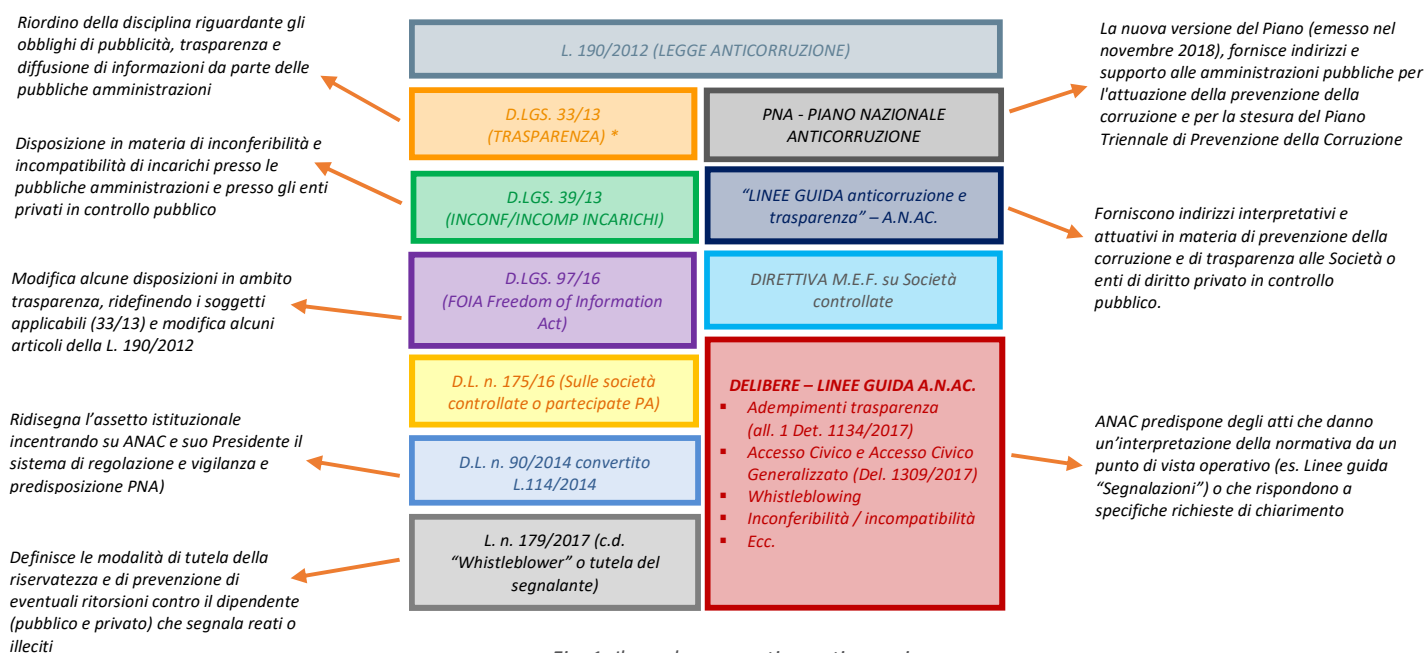 Riordino della disciplina riguardante gli
obblighi di pubblicità, trasparenza e
diffusione di informazioni da parte delle
pubbliche amministrazioni
Disposizione in materia di inconferibilità e
incompatibilità di incarichi presso le
pubbliche amministrazioni e presso gli enti
privati in controllo pubblico
Modifica alcune disposizioni in ambito
trasparenza, ridefinendo i soggetti
applicabili (33/13) e modifica alcuni
articoli della L. 190/2012
Ridisegna l’assetto istituzionale
incentrando su ANAC e suo Presidente il
sistema di regolazione e vigilanza e
predisposizione PNA)
Definisce le modalità di tutela della
riservatezza e di prevenzione di
eventuali ritorsioni contro il dipendente
(pubblico e privato) che segnala reati o
illeciti
L. 190/2012 (LEGGE ANTICORRUZIONE)
D.LGS. 33/13
(TRASPARENZA) *
D.LGS. 39/13
(INCONF/INCOMP INCARICHI)
D.LGS. 97/16
(FOIA Freedom of Information
Act)
D.L. n. 175/16 (Sulle società
controllate o partecipate PA)
D.L. n. 90/2014 convertito
L.114/2014
L. n. 179/2017 (c.d.
“Whistleblower” o tutela del
segnalante)
PNA - PIANO NAZIONALE
ANTICORRUZIONE
“LINEE GUIDA anticorruzione e
trasparenza” – A.N.AC.
DIRETTIVA M.E.F. su Società
controllate
DELIBERE – LINEE GUIDA A.N.AC.
▪ Adempimenti trasparenza
(all. 1 Det. 1134/2017)
▪ Accesso Civico e Accesso Civico
Generalizzato (Del. 1309/2017)
▪ Whistleblowing
▪ Inconferibilità / incompatibilità
▪ Ecc.
La nuova versione del Piano (emesso nel
novembre 2018), fornisce indirizzi e
supporto alle amministrazioni pubbliche per
l'attuazione della prevenzione della
corruzione e per la stesura del Piano
Triennale di Prevenzione della Corruzione
Forniscono indirizzi interpretativi e
attuativi in materia di prevenzione della
corruzione e di trasparenza alle Società o
enti di diritto privato in controllo
pubblico.
ANAC predispone degli atti che danno
un’interpretazione della normativa da un
punto di vista operativo (es. Linee guida
“Segnalazioni”) o che rispondono a
specifiche richieste di chiarimento